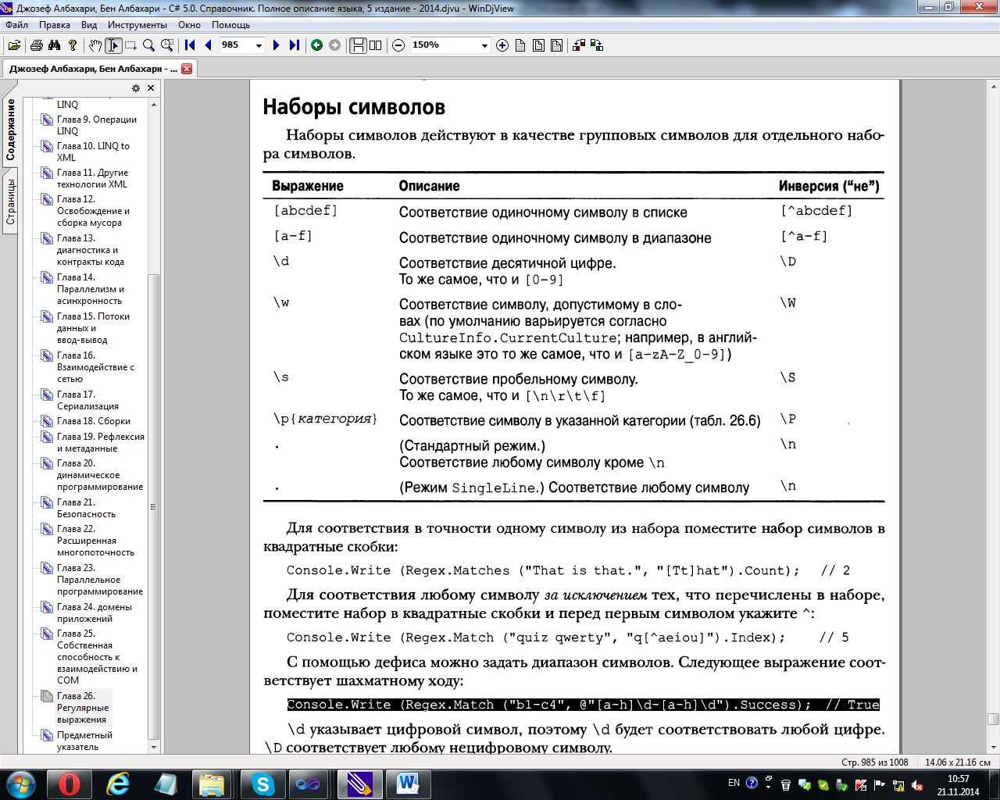 Джозеф Албахари, Бен Албахари - C# 5.0. Справочник. Полное описание языка, 5 издание - 2014.djvu - WinDjView
Файл Правка Вид Инструменты Окно Помощь
985 150%
Джозеф Албахари, Бен Албахари - ...
Содержание
Страницы
LINQ
Глава 9. Операции
LINQ
Глава 10. LINQ to
XML
Глава 11. Другие
технологии XML
Глава 12.
Освобождение и
сборка мусора
Глава 13.
диагностика и
контракты кода
Глава 14.
Параллелизм и
асинхронность
Глава 15. Потоки
данных и
ввод-вывод
Глава 16.
Взаимодействие с
сетью
Глава 17.
Сериализация
Глава 18. Сборки
Глава 19. Рефлексия
и метаданные
Глава 20.
динамическое
программирование
Глава 21.
Безопасность
Глава 22.
Расширенная
многопоточность
Глава 23.
Параллельное
программирование
Глава 24. домены
приложений
Глава 25.
Собственная
способность к
взаимодействию и
COM
Глава 26.
Регулярные
выражения
Предметный
указатель
Наборы символов
Наборы символов действуют в качестве групповых символов для отдельного набо-
ра символов.
Выражение Описание Инверсия (“не”)
[abcdef] Соответствие одиночному символу в списке [^abcdef]
[a-f] Соответствие одиночному символу в диапазоне [^a-f]
\d Соответствие десятичной цифре. \D
То же самое, что и [0-9]
\w Соответствие символу, допустимому в сло- \W
вах (по умолчанию варьируется согласно
CultureInfo.CurrentCulture; например, в англий-
ском языке это то же самое, что и [a-zA-Z_0-9])
\s Соответствие пробельному символу. \S
То же самое, что и [\n\r\t\f]
\p{категория} Соответствие символу в указанной категории (табл. 26.6) \P
. (Стандартный режим.) \n
Соответствие любому символу кроме \n
. (Режим SingleLine.) Соответствие любому символу \n
Для соответствия в точности одному символу из набора поместите набор символов в
квадратные скобки:
Console.Write (Regex.Matches ("That is that.", "[Tt]hat").Count); // 2
Для соответствия любому символу за исключением тех, что перечислены в наборе,
поместите набор в квадратные скобки и перед первым символом укажите ^:
Console.Write (Regex.Match ("quiz qwerty", "q[^aeiou]").Index); // 5
С помощью дефиса можно задать диапазон символов. Следующее выражение соот-
ветствует шахматному ходу:
Console.Write (Regex.Match ("b1-c4", @"[a-h]\d-[a-h]\d").Success); // True
\d указывает цифровой символ, поэтому \d будет соответствовать любой цифре.
\D соответствует любому нецифровому символу.
Стр. 985 из 1008 14.06 x 21.16 см
EN 10:57
21.11.2014